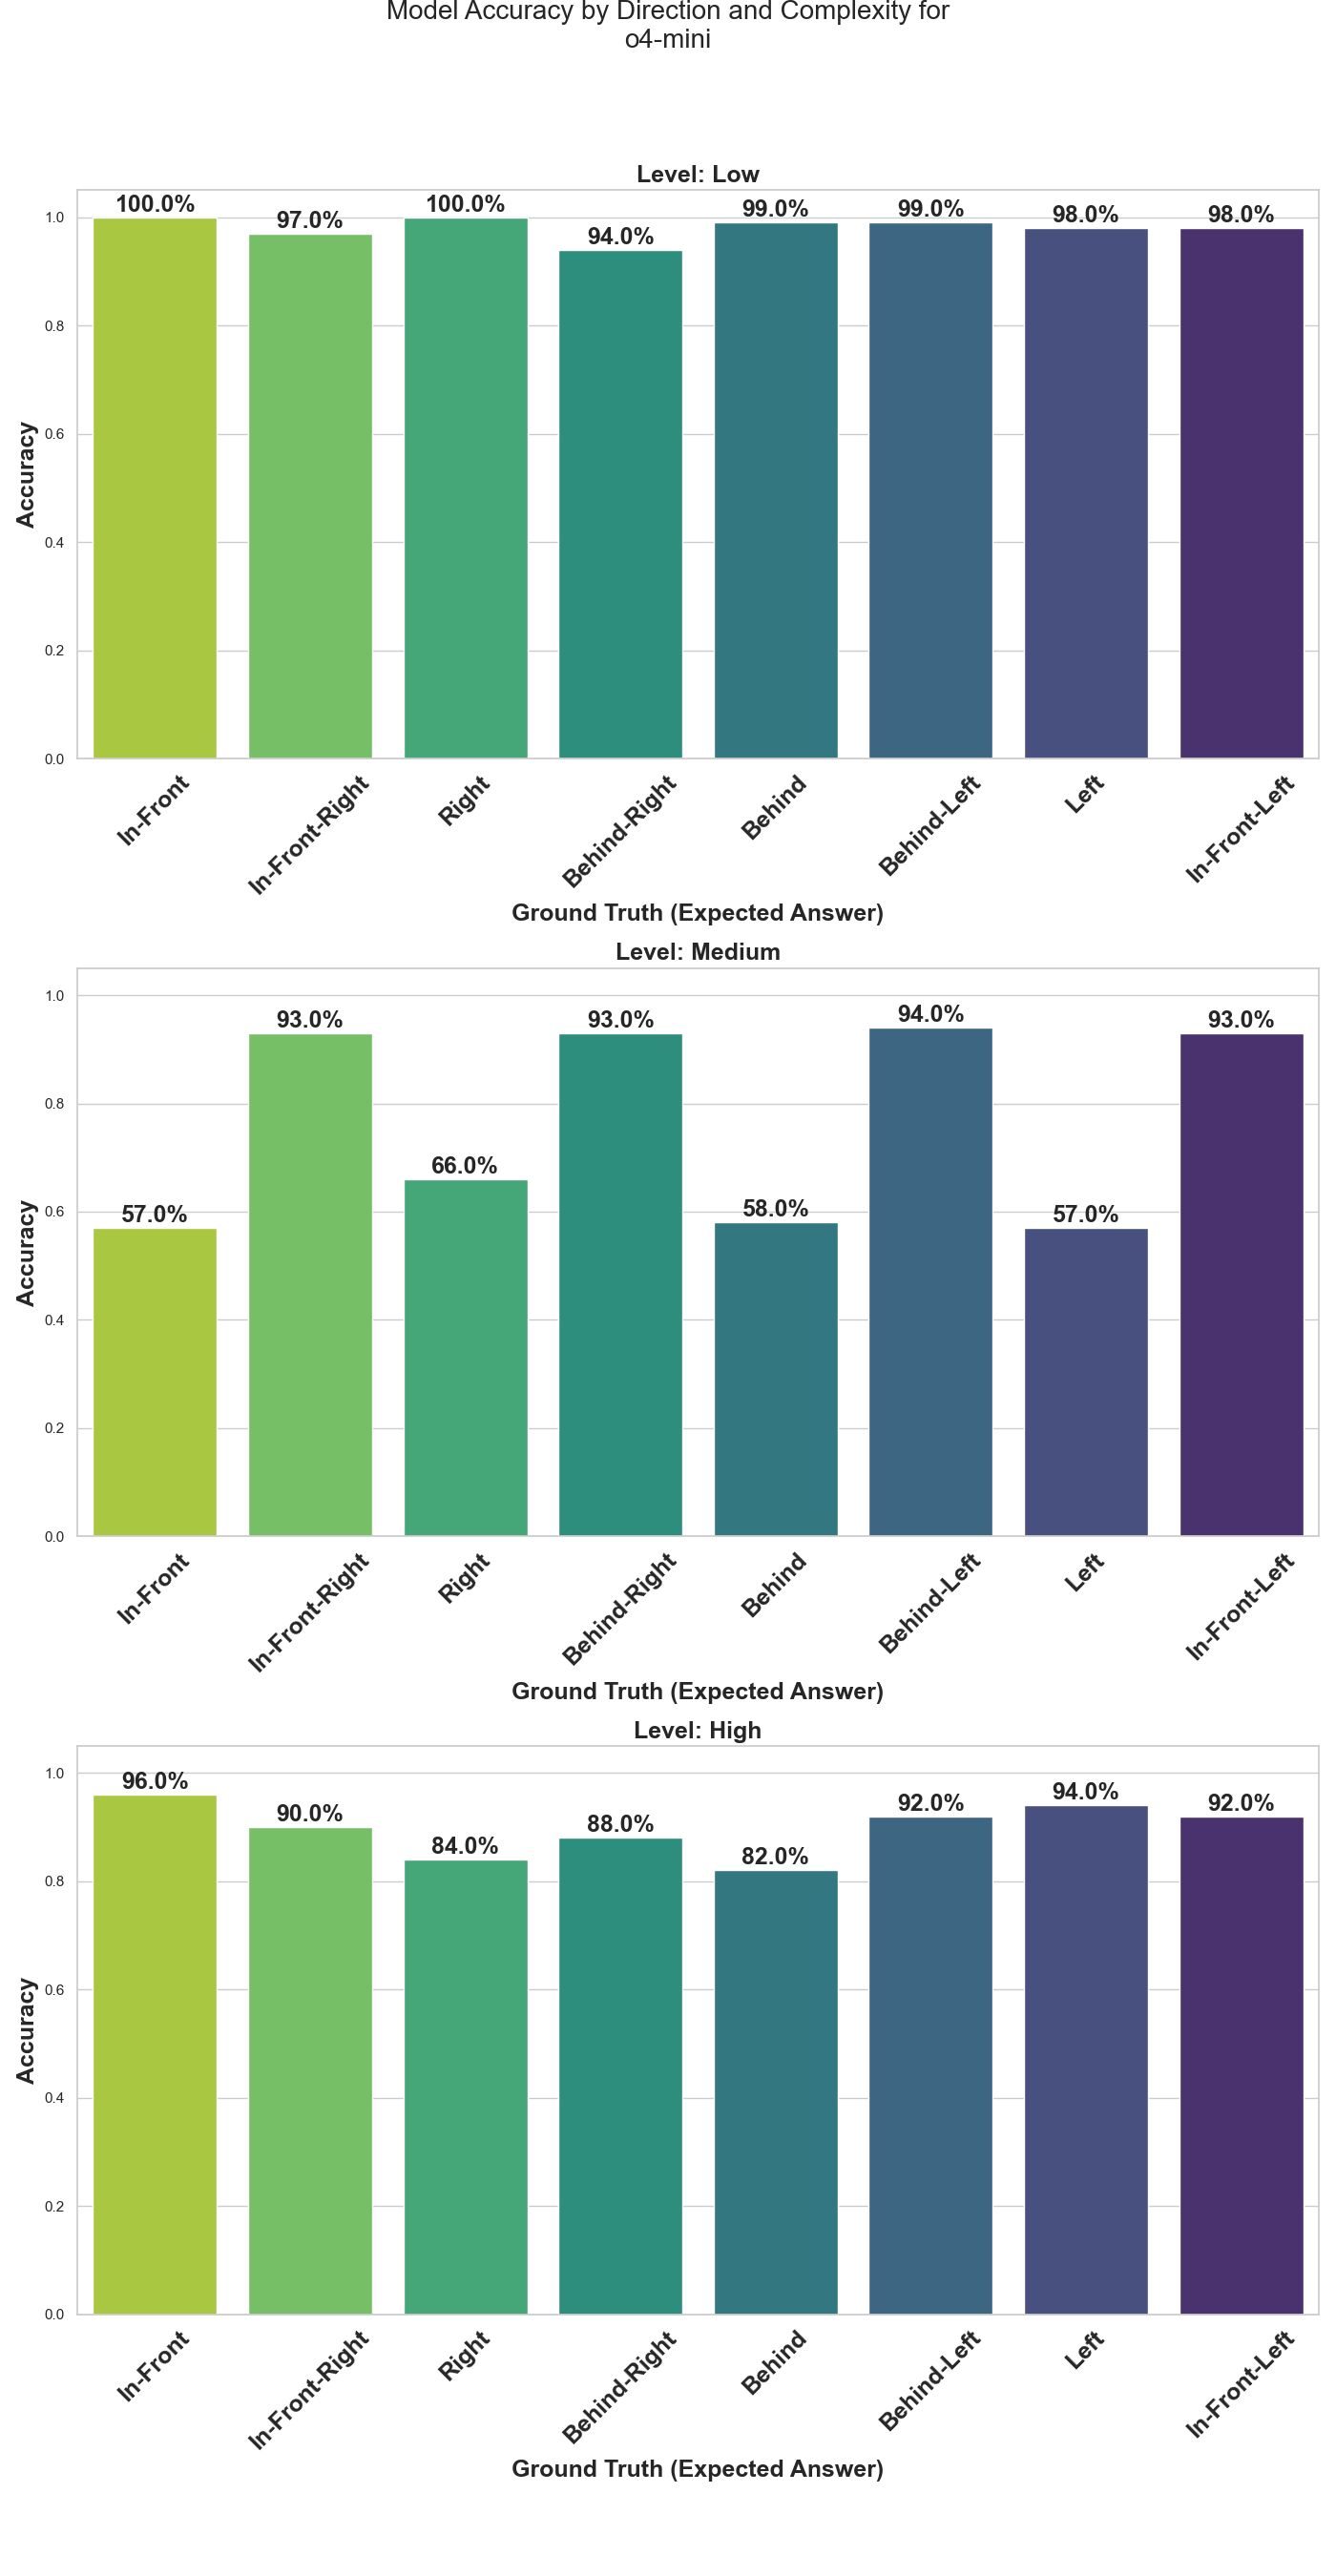 Model Accuracy by Direction and Complexity for
o4-mini
Level: Low
100.0% 97.0% 100.0% 94.0% 99.0% 99.0% 98.0% 98.0%
1.0
0.8
0.6
0.4
0.2
0.0
Accuracy
In-Front In-Front-Right Right Behind-Right Behind Behind-Left Left In-Front-Left
Ground Truth (Expected Answer)
Level: Medium
57.0% 93.0% 66.0% 93.0% 58.0% 94.0% 57.0% 93.0%
1.0
0.8
0.6
0.4
0.2
0.0
Accuracy
In-Front In-Front-Right Right Behind-Right Behind Behind-Left Left In-Front-Left
Ground Truth (Expected Answer)
Level: High
96.0% 90.0% 84.0% 88.0% 82.0% 92.0% 94.0% 92.0%
1.0
0.8
0.6
0.4
0.2
0.0
Accuracy
In-Front In-Front-Right Right Behind-Right Behind Behind-Left Left In-Front-Left
Ground Truth (Expected Answer)